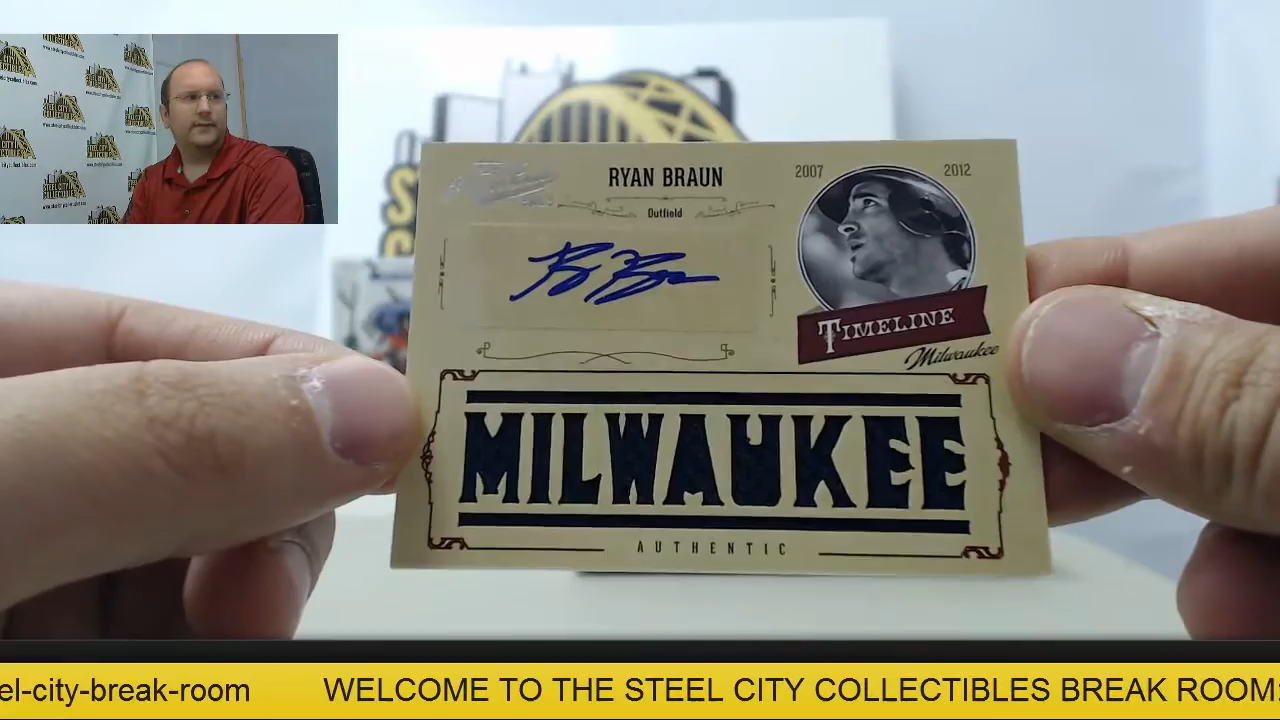 RYAN BRAUN
Outfield
2007
2012
TIMELINE
Milwaukee
MILWAUKEE
AUTHENTIC
el-city-break-room
WELCOME TO THE STEEL CITY COLLECTIBLES BREAK ROOM: